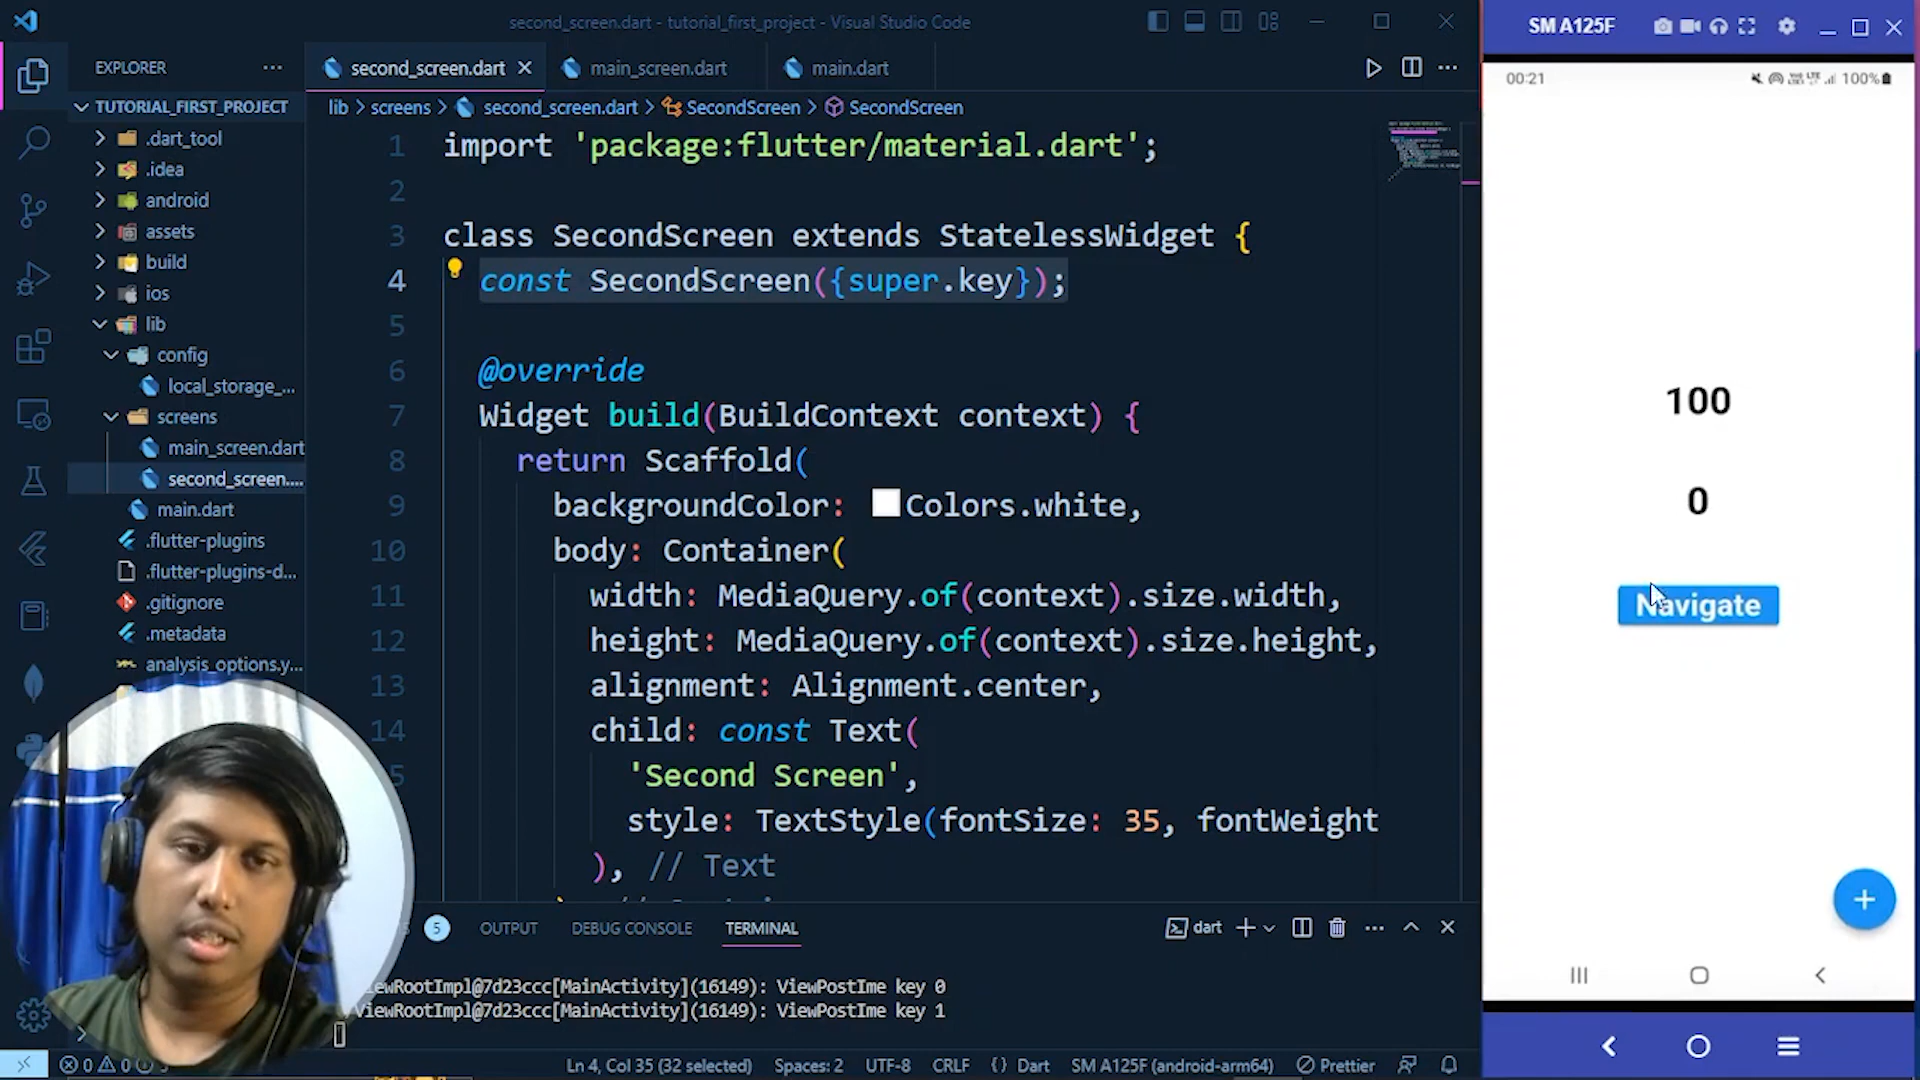 second_screen.dart - tutorial_first_project - Visual Studio Code
SM A125F
EXPLORER
second_screen.dart
main_screen.dart
main.dart
00:21
100%
TUTORIAL_FIRST_PROJECT
lib > screens > second_screen.dart > SecondScreen > SecondScreen
.dart_tool
.idea
android
assets
build
ios
lib
config
local_storage_...
screens
main_screen.dart
second_screen....
main.dart
.flutter-plugins
.flutter-plugins-d...
.gitignore
.metadata
analysis_options.y...
1 import 'package:flutter/material.dart';
2
3 class SecondScreen extends StatelessWidget {
4 const SecondScreen({super.key});
5
6 @override
7 Widget build(BuildContext context) {
8 return Scaffold(
9 backgroundColor: Colors.white,
10 body: Container(
11 width: MediaQuery.of(context).size.width,
12 height: MediaQuery.of(context).size.height,
13 alignment: Alignment.center,
14 child: const Text(
5 'Second Screen',
style: TextStyle(fontSize: 35, fontWeight
), // Text
100
0
Navigate
+
5
OUTPUT
DEBUG CONSOLE
TERMINAL
dart
iewRootImpl@7d23ccc[MainActivity](16149): ViewPostIme key 0
ViewRootImpl@7d23ccc[MainActivity](16149): ViewPostIme key 1
0
0
Ln 4, Col 35 (32 selected)
Spaces: 2
UTF-8
CRLF
{ } Dart
SM A125F (android-arm64)
Prettier